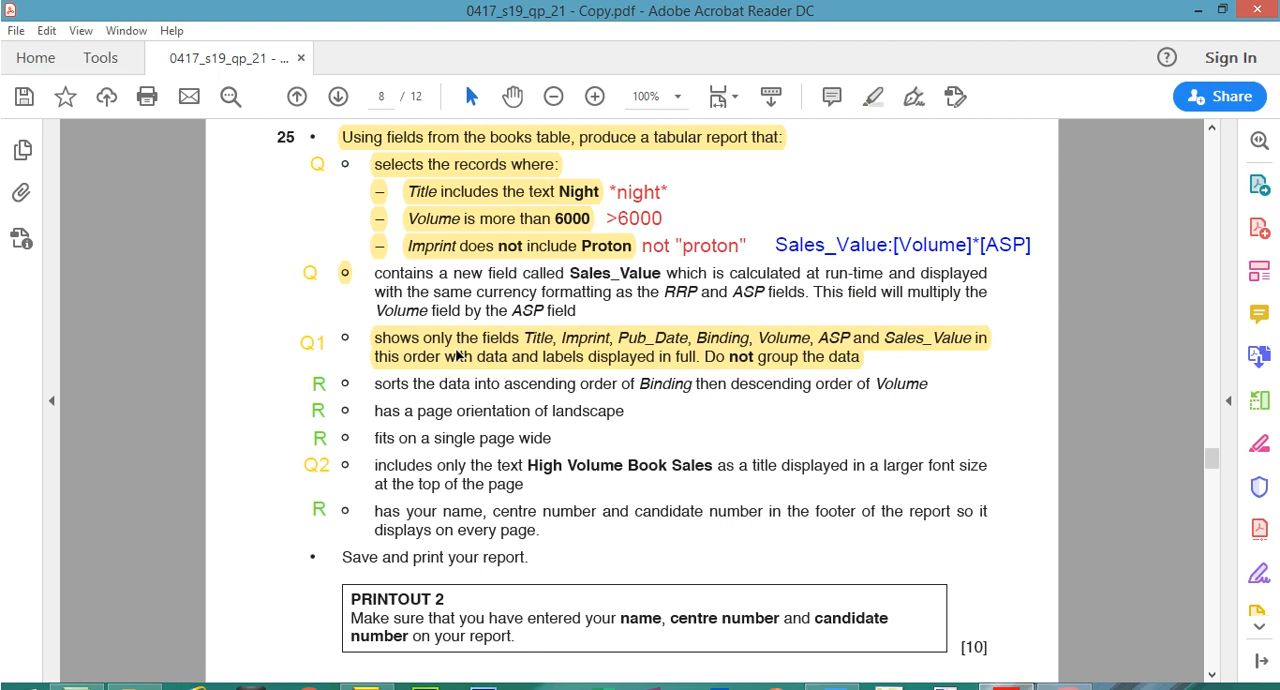 0417_s19_qp_21 - Copy.pdf - Adobe Acrobat Reader DC
File Edit View Window Help
Home Tools 0417_s19_qp_21 - ... × Sign In
8 / 12 100% Share
25 • Using fields from the books table, produce a tabular report that:
Q o selects the records where:
– Title includes the text Night *night*
– Volume is more than 6000 >6000
– Imprint does not include Proton not "proton" Sales_Value:[Volume]*[ASP]
Q o contains a new field called Sales_Value which is calculated at run-time and displayed
with the same currency formatting as the RRP and ASP fields. This field will multiply the
Volume field by the ASP field
Q1 o shows only the fields Title, Imprint, Pub_Date, Binding, Volume, ASP and Sales_Value in
this order with data and labels displayed in full. Do not group the data
R o sorts the data into ascending order of Binding then descending order of Volume
R o has a page orientation of landscape
R o fits on a single page wide
Q2 o includes only the text High Volume Book Sales as a title displayed in a larger font size
at the top of the page
R o has your name, centre number and candidate number in the footer of the report so it
displays on every page.
• Save and print your report.
PRINTOUT 2
Make sure that you have entered your name, centre number and candidate
number on your report.
[10]